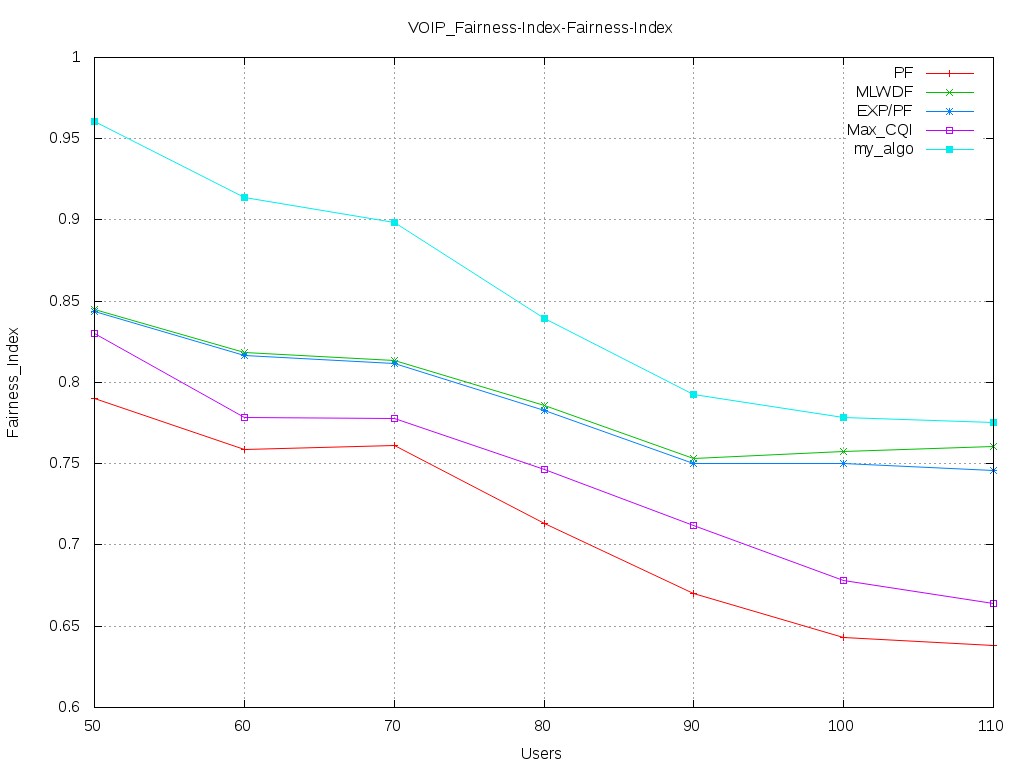 VOIP_Fairness-Index-Fairness-Index
1
0.95
0.9
0.85
0.8
0.75
0.7
0.65
0.6
Fairness_Index
PF
MLWDF
EXP/PF
Max_CQI
my_algo
50 60 70 80 90 100 110
Users